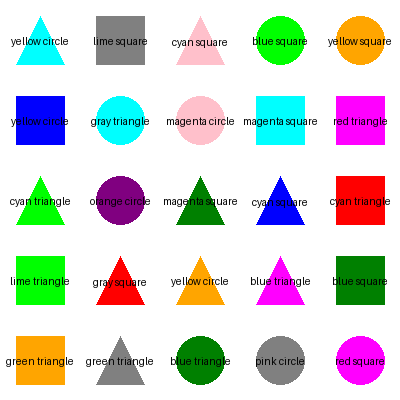 yellow circle lime square cyan square blue square yellow square
yellow circle gray triangle magenta circle magenta square red triangle
cyan triangle orange circle magenta square cyan square cyan triangle
lime triangle gray square yellow circle blue triangle blue square
green triangle green triangle blue triangle pink circle red square